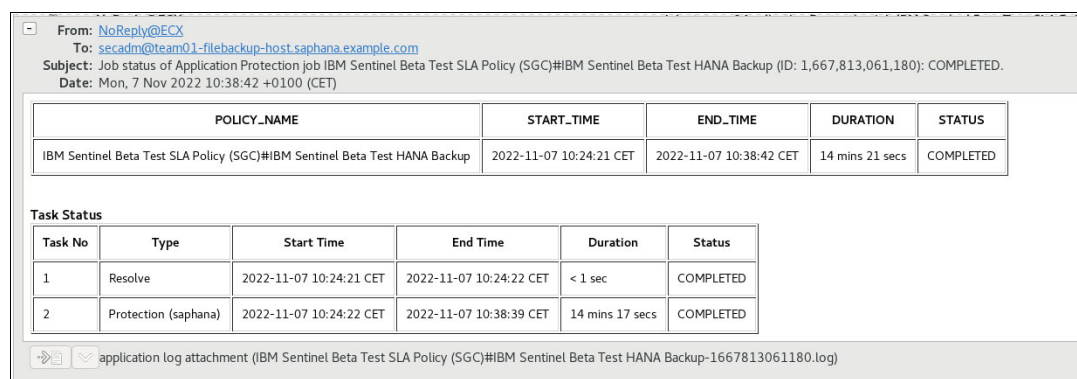 From: NoReply@ECX
To: secadm@team01-filebackup-host.saphana.example.com
Subject: Job status of Application Protection job IBM Sentinel Beta Test SLA Policy (SGC)#IBM Sentinel Beta Test HANA Backup (ID: 1,667,813,061,180): COMPLETED.
Date: Mon, 7 Nov 2022 10:38:42 +0100 (CET)
POLICY_NAME START_TIME END_TIME DURATION STATUS
IBM Sentinel Beta Test SLA Policy (SGC)#IBM Sentinel Beta Test HANA Backup 2022-11-07 10:24:21 CET 2022-11-07 10:38:42 CET 14 mins 21 secs COMPLETED
Task Status
Task No Type Start Time End Time Duration Status
1 Resolve 2022-11-07 10:24:21 CET 2022-11-07 10:24:22 CET < 1 sec COMPLETED
2 Protection (saphana) 2022-11-07 10:24:22 CET 2022-11-07 10:38:39 CET 14 mins 17 secs COMPLETED
application log attachment (IBM Sentinel Beta Test SLA Policy (SGC)#IBM Sentinel Beta Test HANA Backup-1667813061180.log)